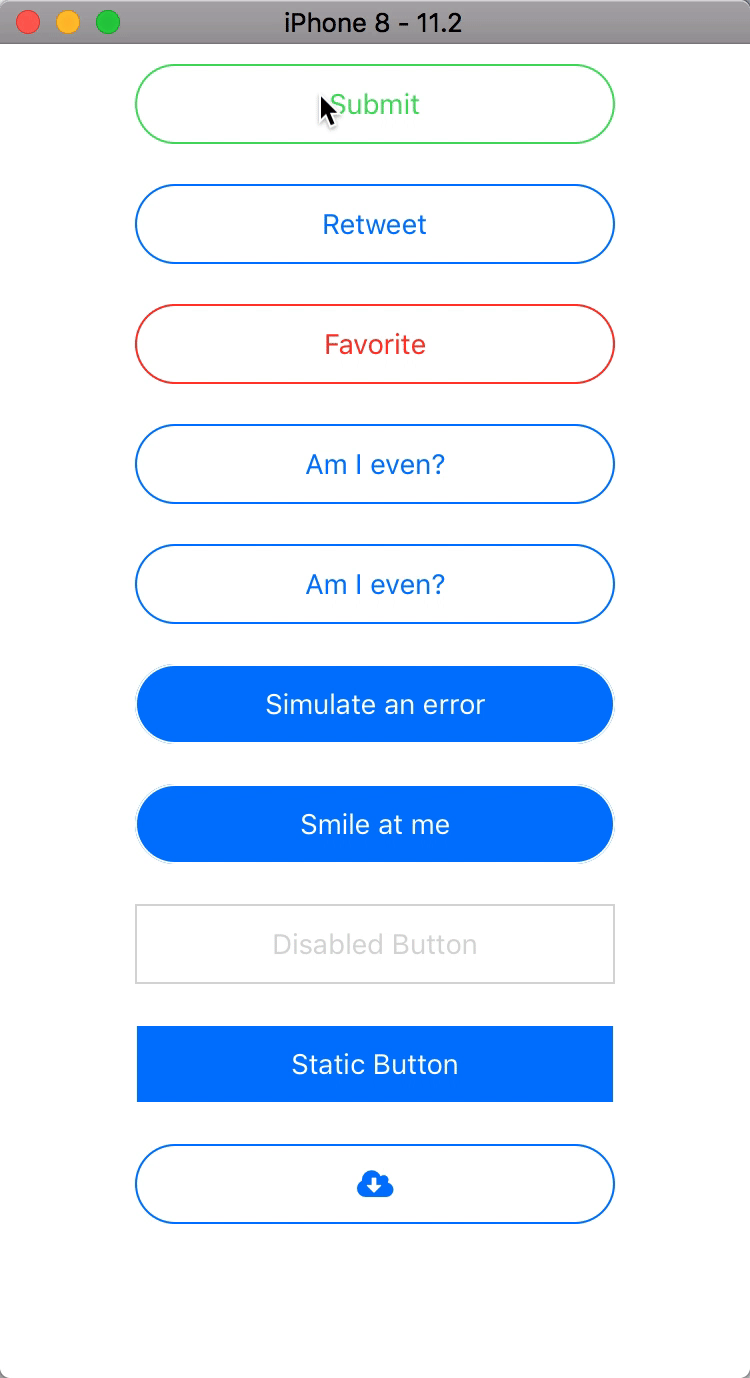 iPhone 8 - 11.2
Submit
Retweet
Favorite
Am I even?
Am I even?
Simulate an error
Smile at me
Disabled Button
Static Button